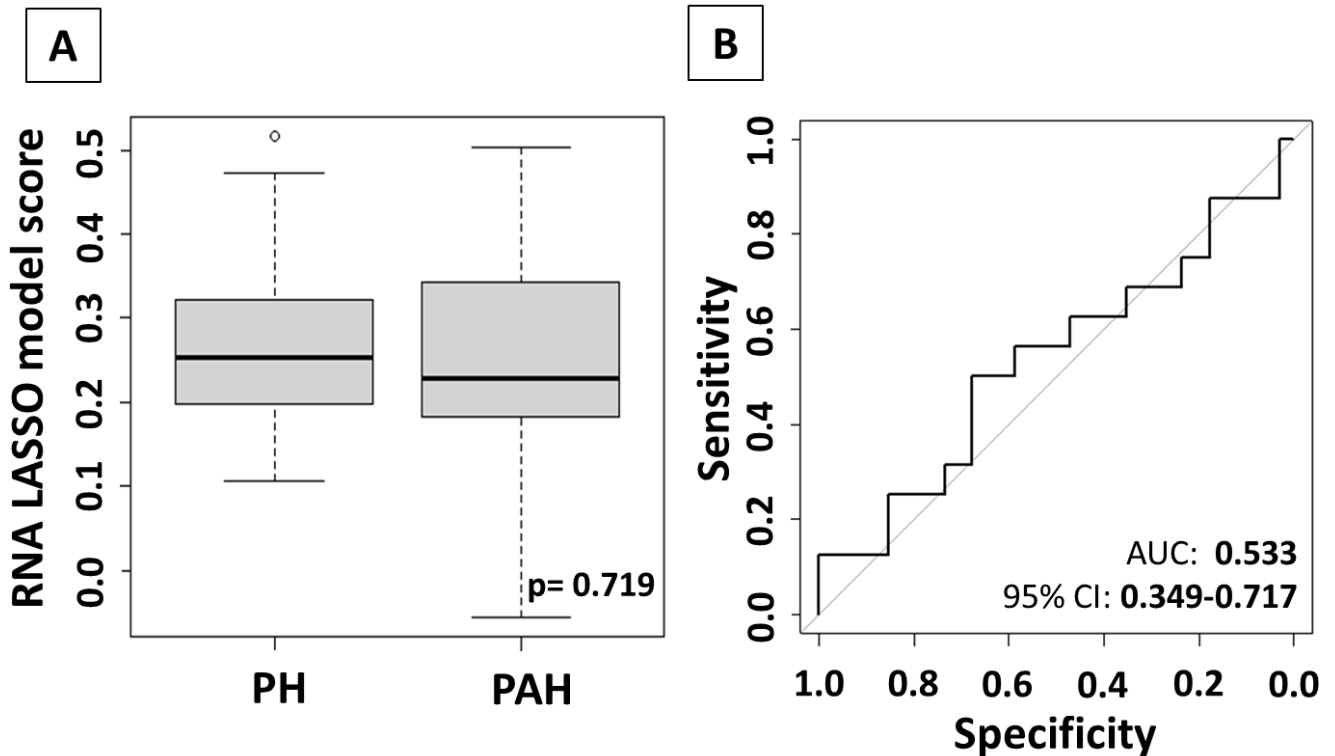 A
RNA LASSO model score
0.5
0.4
0.3
0.2
0.1
0.0
p= 0.719
PH
PAH
B
Sensitivity
1.0
0.8
0.6
0.4
0.2
0.0
AUC: 0.533
95% CI: 0.349-0.717
1.0 0.8 0.6 0.4 0.2 0.0
Specificity